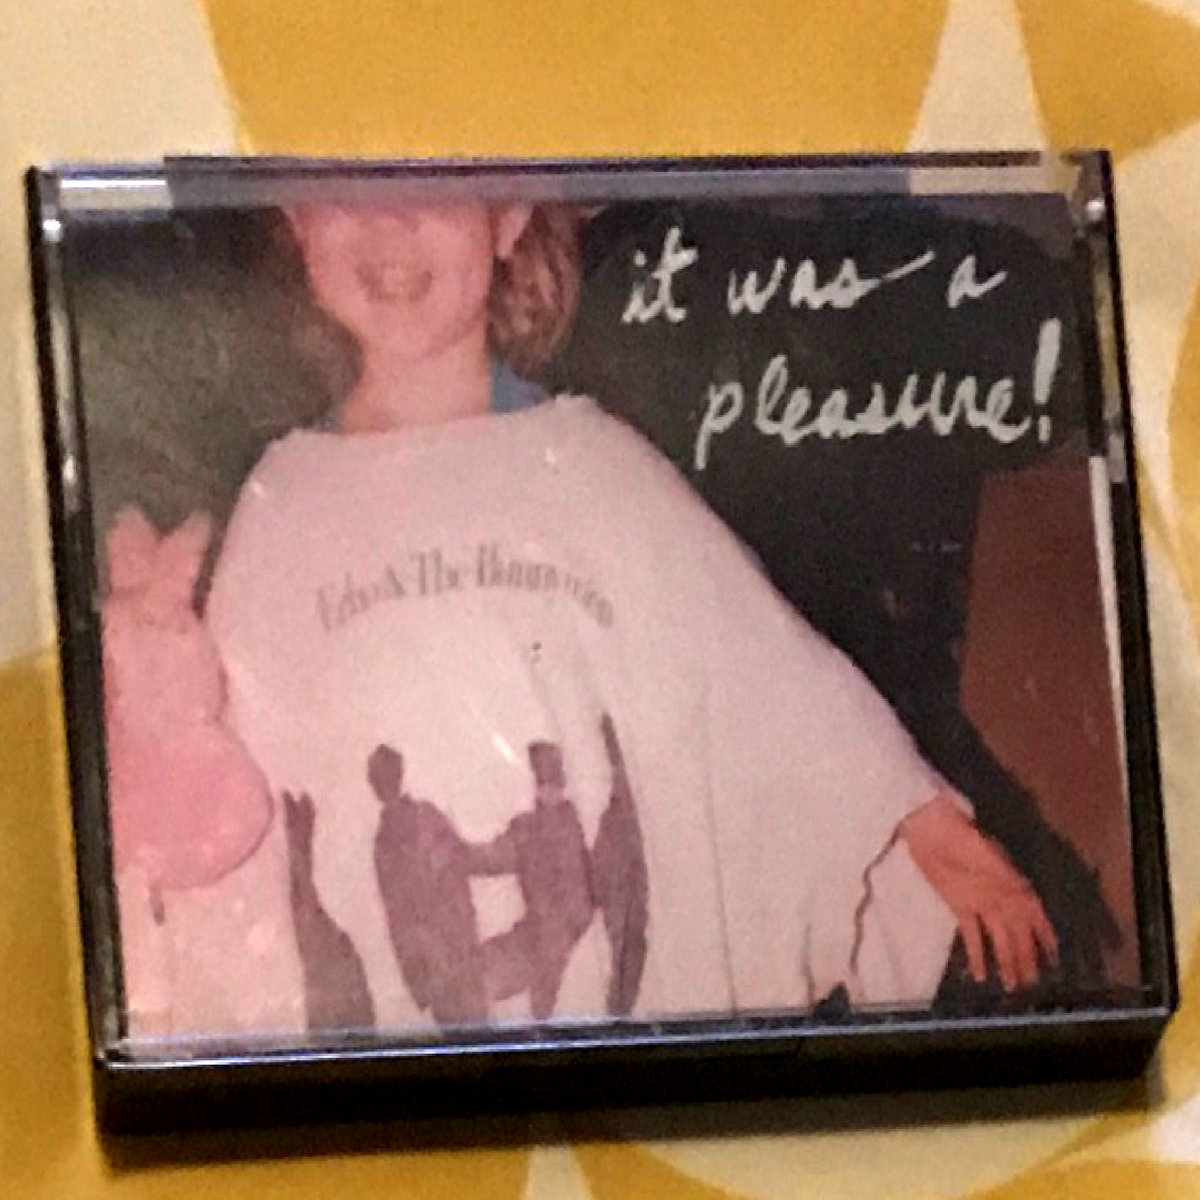 it was a
pleasure!
Echo & The Bunnymen